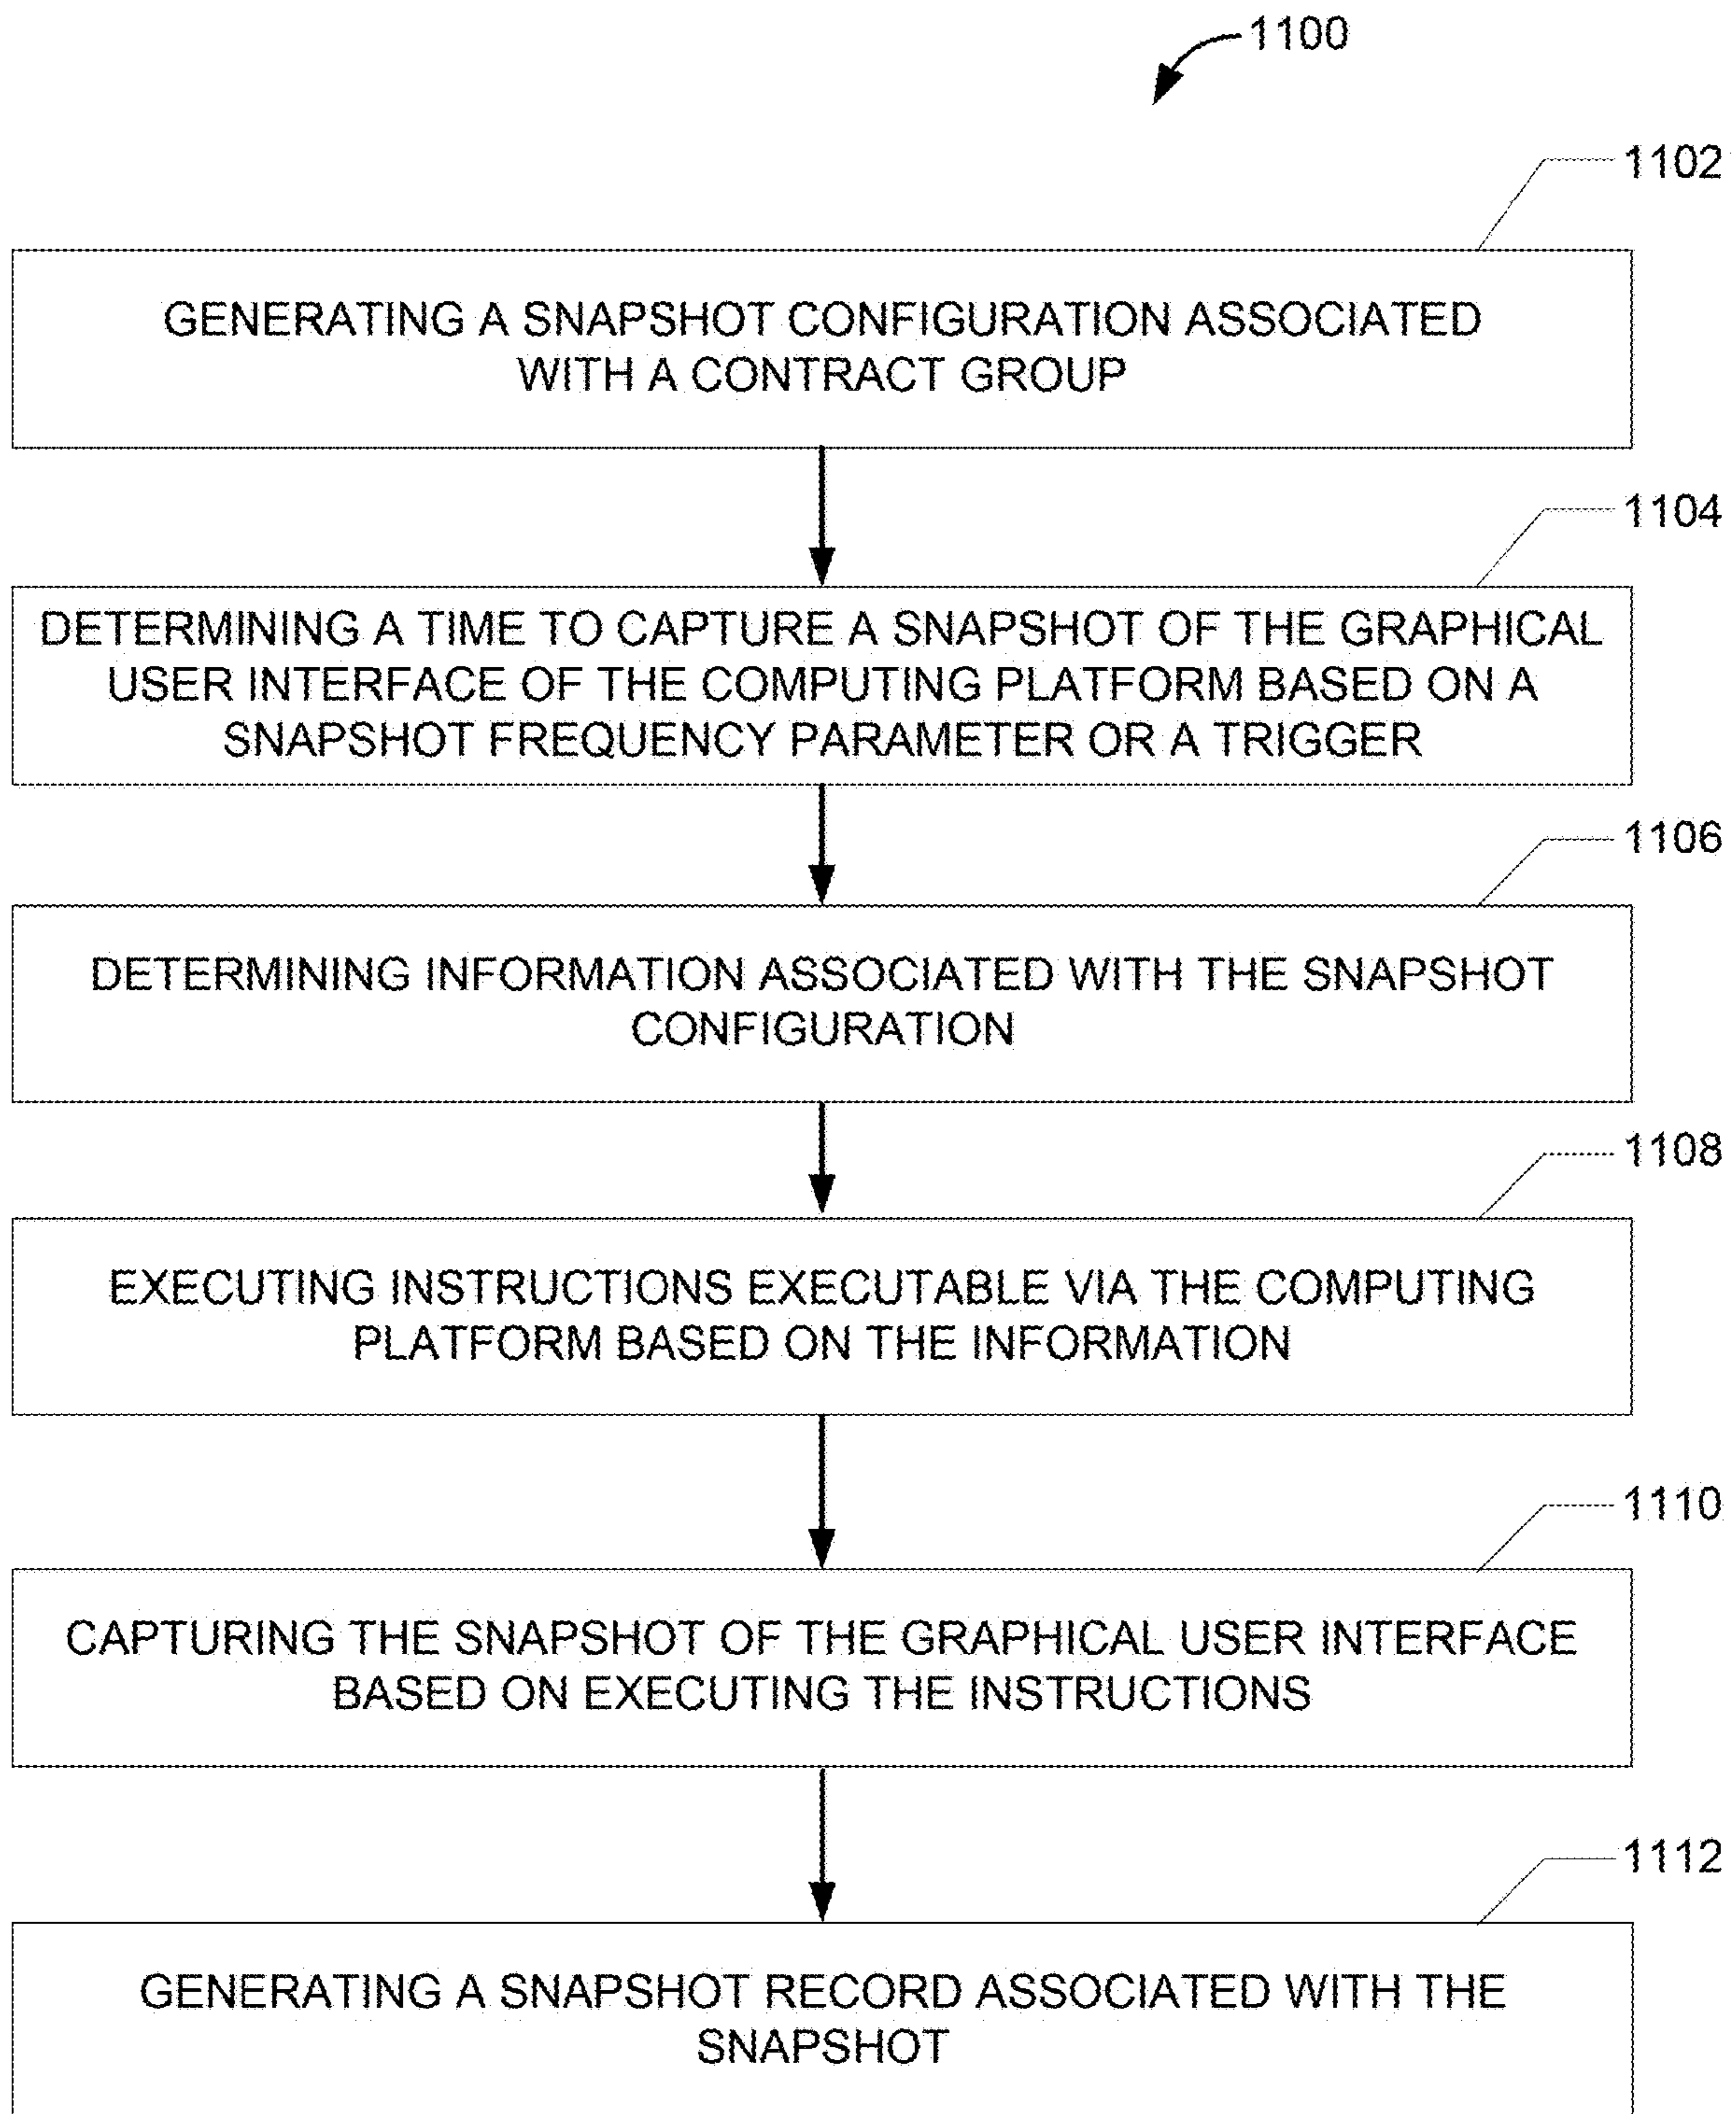 1100
1102
GENERATING A SNAPSHOT CONFIGURATION ASSOCIATED
WITH A CONTRACT GROUP
1104
DETERMINING A TIME TO CAPTURE A SNAPSHOT OF THE GRAPHICAL
USER INTERFACE OF THE COMPUTING PLATFORM BASED ON A
SNAPSHOT FREQUENCY PARAMETER OR A TRIGGER
1106
DETERMINING INFORMATION ASSOCIATED WITH THE SNAPSHOT
CONFIGURATION
1108
EXECUTING INSTRUCTIONS EXECUTABLE VIA THE COMPUTING
PLATFORM BASED ON THE INFORMATION
1110
CAPTURING THE SNAPSHOT OF THE GRAPHICAL USER INTERFACE
BASED ON EXECUTING THE INSTRUCTIONS
1112
GENERATING A SNAPSHOT RECORD ASSOCIATED WITH THE
SNAPSHOT